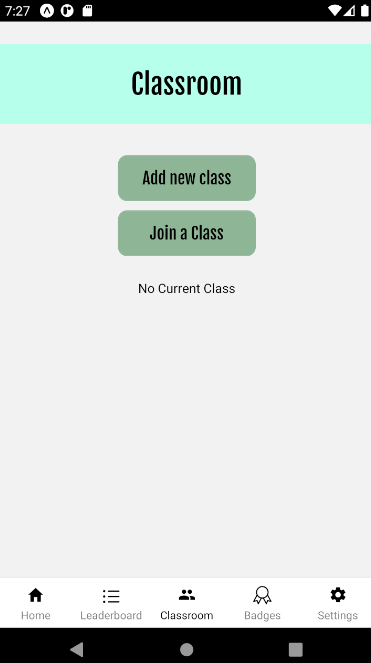 7:27
Classroom
Add new class
Join a Class
No Current Class
Home
Leaderboard
Classroom
Badges
Settings